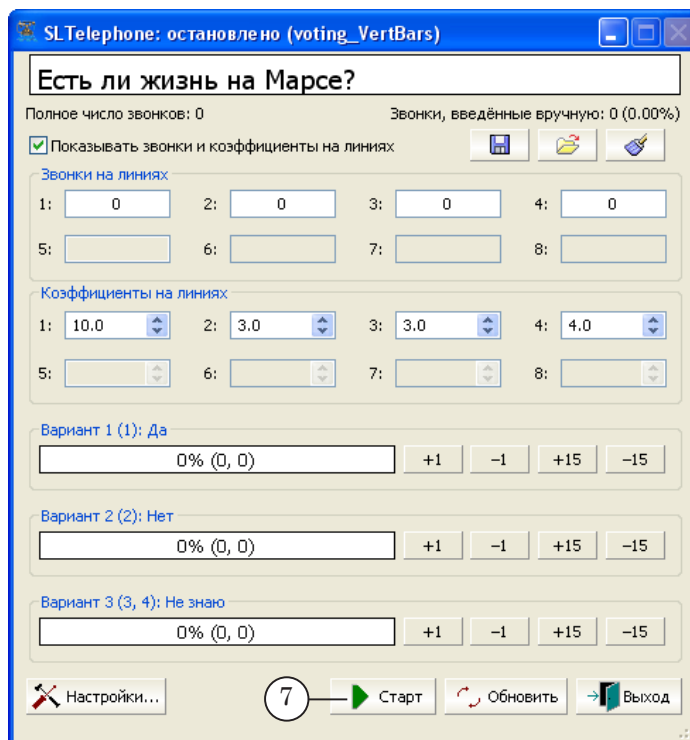 SLTelephone: остановлено (voting_VertBars)
Есть ли жизнь на Марсе?
Полное число звонков: 0 Звонки, введённые вручную: 0 (0.00%)
Показывать звонки и коэффициенты на линиях
Звонки на линиях
1: 0 2: 0 3: 0 4: 0
5: 6: 7: 8:
Коэффициенты на линиях
1: 10.0 2: 3.0 3: 3.0 4: 4.0
5: 6: 7: 8:
Вариант 1 (1): Да
0% (0, 0) +1 −1 +15 −15
Вариант 2 (2): Нет
0% (0, 0) +1 −1 +15 −15
Вариант 3 (3, 4): Не знаю
0% (0, 0) +1 −1 +15 −15
Настройки... 7 Старт Обновить Выход